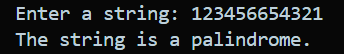 Enter a string: 123456654321
The string is a palindrome.